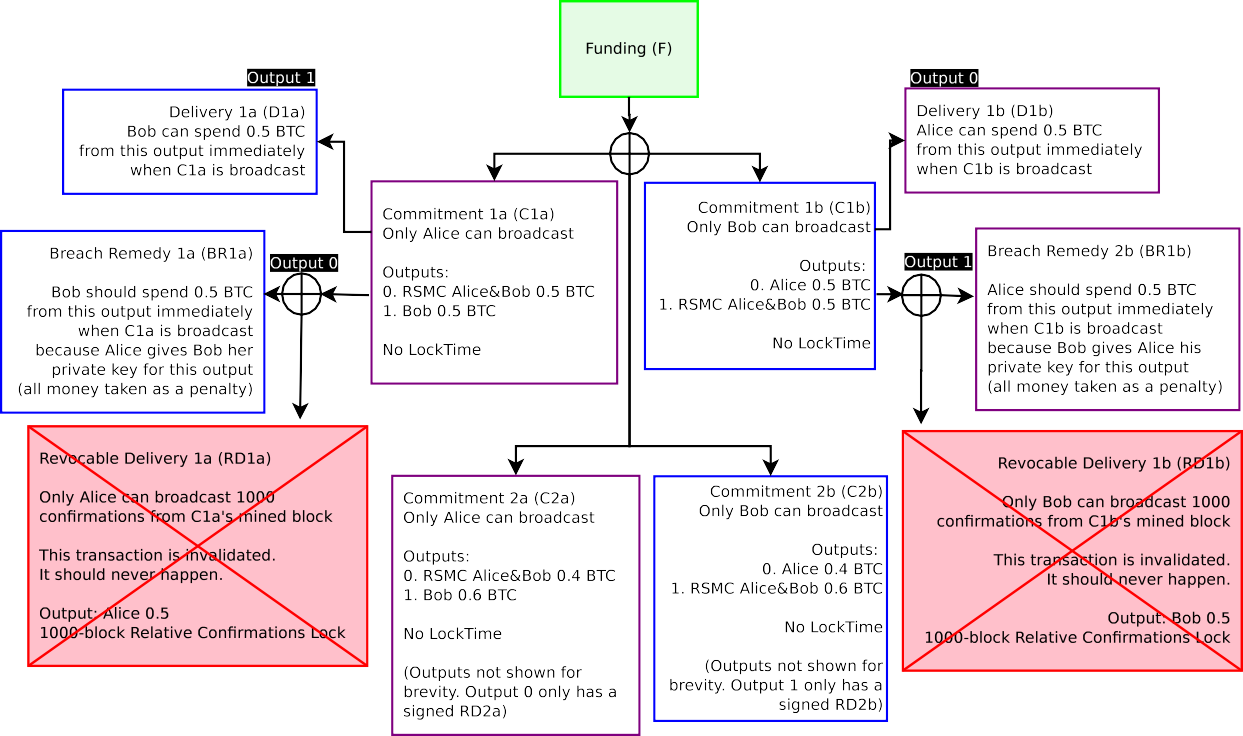 Funding (F)
Output 1
Delivery 1a (D1a)
Bob can spend 0.5 BTC
from this output immediately
when C1a is broadcast
Output 0
Delivery 1b (D1b)
Alice can spend 0.5 BTC
from this output immediately
when C1b is broadcast
Commitment 1a (C1a)
Only Alice can broadcast
Outputs:
0. RSMC Alice&Bob 0.5 BTC
1. Bob 0.5 BTC
No LockTime
Commitment 1b (C1b)
Only Bob can broadcast
Outputs:
0. Alice 0.5 BTC
1. RSMC Alice&Bob 0.5 BTC
No LockTime
Output 0
Breach Remedy 1a (BR1a)
Bob should spend 0.5 BTC
from this output immediately
when C1a is broadcast
because Alice gives Bob her
private key for this output
(all money taken as a penalty)
Output 1
Breach Remedy 2b (BR1b)
Alice should spend 0.5 BTC
from this output immediately
when C1b is broadcast
because Bob gives Alice his
private key for this output
(all money taken as a penalty)
Revocable Delivery 1a (RD1a)
Only Alice can broadcast 1000
confirmations from C1a's mined block
This transaction is invalidated.
It should never happen.
Output: Alice 0.5
1000-block Relative Confirmations Lock
Commitment 2a (C2a)
Only Alice can broadcast
Outputs:
0. RSMC Alice&Bob 0.4 BTC
1. Bob 0.6 BTC
No LockTime
(Outputs not shown for
brevity. Output 0 only has a
signed RD2a)
Commitment 2b (C2b)
Only Bob can broadcast
Outputs:
0. Alice 0.4 BTC
1. RSMC Alice&Bob 0.6 BTC
No LockTime
(Outputs not shown for
brevity. Output 1 only has a
signed RD2b)
Revocable Delivery 1b (RD1b)
Only Bob can broadcast 1000
confirmations from C1b's mined block
This transaction is invalidated.
It should never happen.
Output: Bob 0.5
1000-block Relative Confirmations Lock